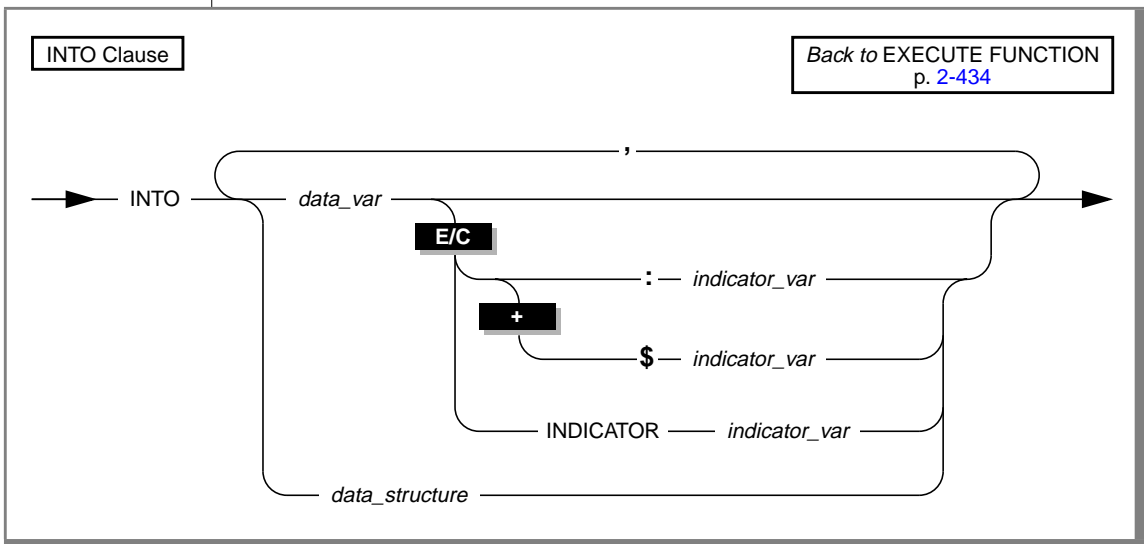 INTO Clause
Back to EXECUTE FUNCTION
p. 2-434
,
INTO
data_var
E/C
: indicator_var
+
$ indicator_var
INDICATOR indicator_var
data_structure